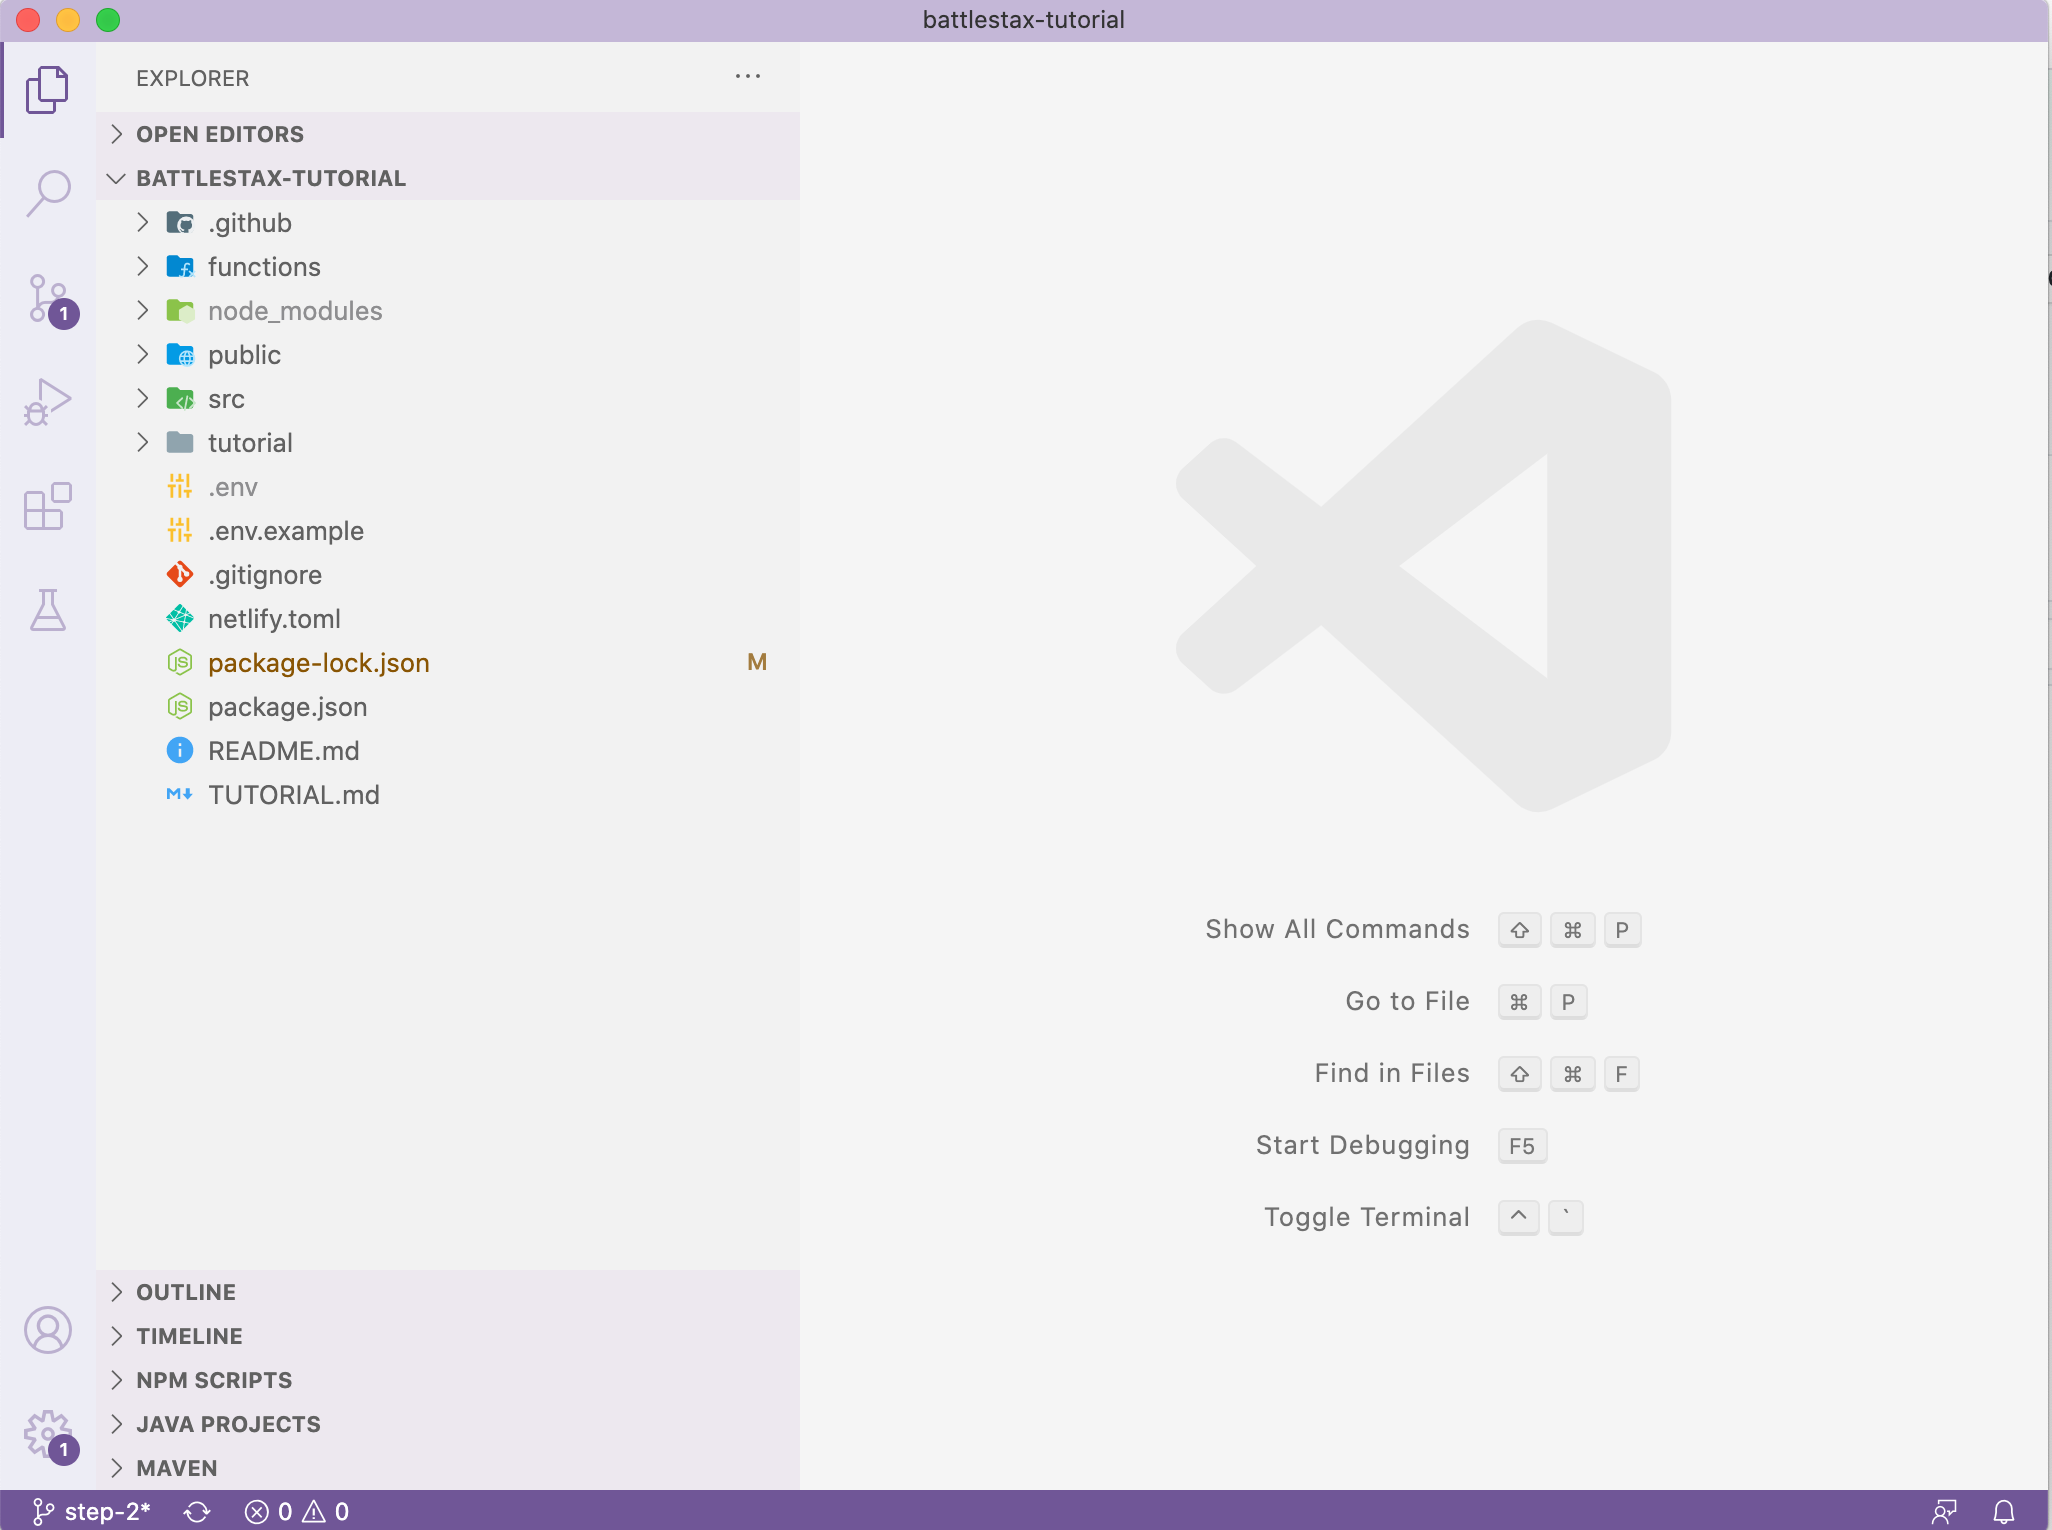 battlestax-tutorial
EXPLORER
OPEN EDITORS
BATTLESTAX-TUTORIAL
.github
functions
node_modules
1
public
src
tutorial
.env
.env.example
.gitignore
netlify.toml
package-lock.json M
package.json
README.md
TUTORIAL.md
Show All Commands ⇧ ⌘ P
Go to File ⌘ P
Find in Files ⇧ ⌘ F
Start Debugging F5
Toggle Terminal ^ `
OUTLINE
TIMELINE
NPM SCRIPTS
JAVA PROJECTS
1
MAVEN
step-2* 0 0